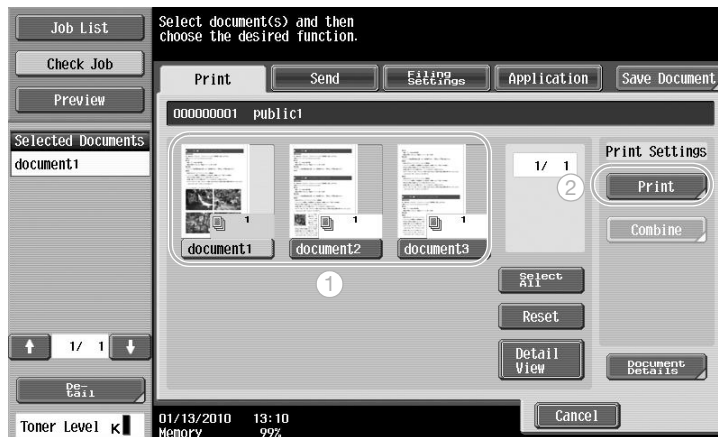 Job List
Check Job
Preview
Selected Documents
document1
1/ 1
De-
tail
Toner Level K
Select document(s) and then
choose the desired function.
Print
Send
Filing
Settings
Application
Save Document
000000001 public1
1
1
1
document1
document2
document3
1
1/ 1
2
Select
All
Reset
Detail
View
Print Settings
Print
Combine
Document
Details
01/13/2010 13:10
Memory 99%
Cancel